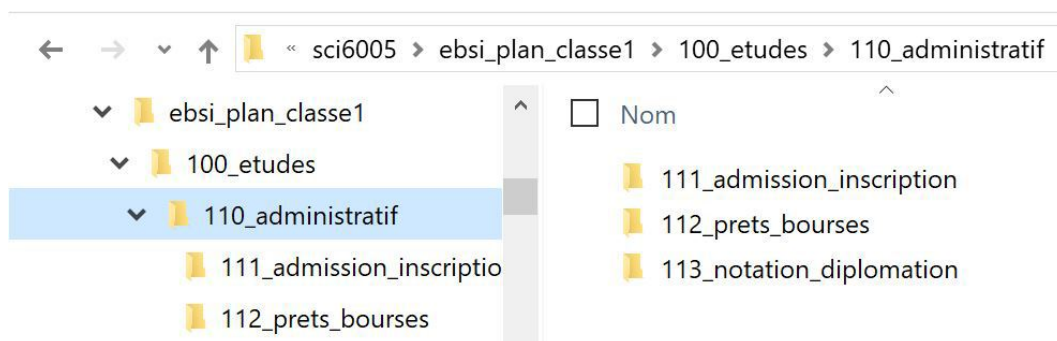 « sci6005 > ebsi_plan_classe1 > 100_etudes > 110_administratif
ebsi_plan_classe1
100_etudes
110_administratif
111_admission_inscriptio
112_prets_bourses
Nom
111_admission_inscription
112_prets_bourses
113_notation_diplomation